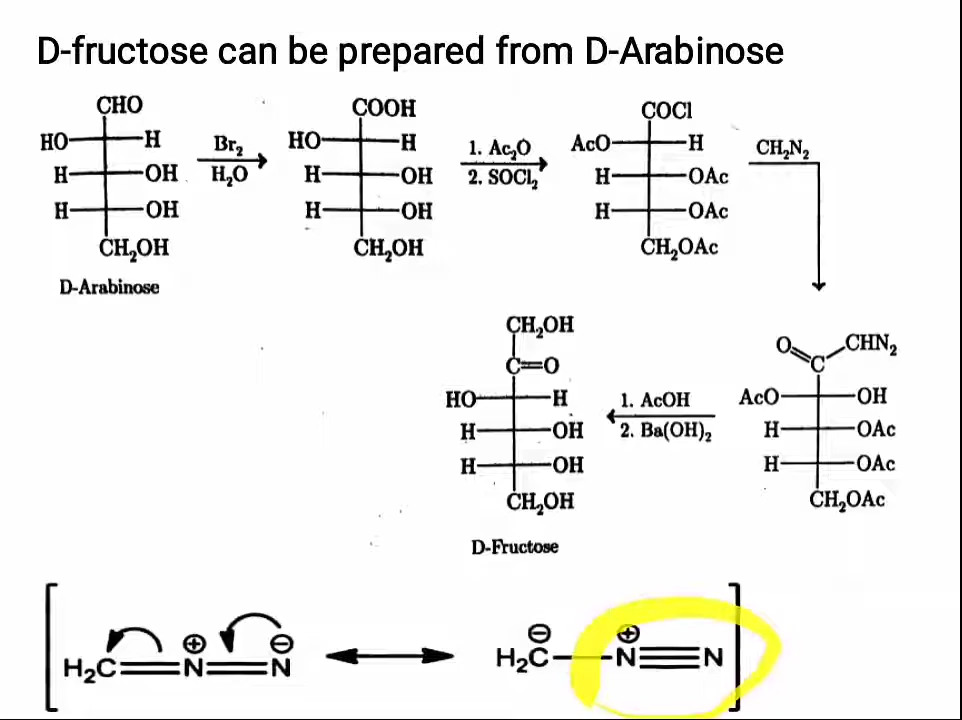 D-fructose can be prepared from D-Arabinose
CHO
HO H
H OH
H OH
CH₂OH
D-Arabinose
Br₂
H₂O
COOH
HO H
H OH
H OH
CH₂OH
1. Ac₂O
2. SOCl₂
COCl
AcO H
H OAc
H OAc
CH₂OAc
CH₂N₂
O CHN₂
C
AcO OH
H OAc
H OAc
CH₂OAc
1. AcOH
2. Ba(OH)₂
CH₂OH
C=O
HO H
H OH
H OH
CH₂OH
D-Fructose
H₂C=N⊕=N⊖
H₂C⊖—N⊕≡N